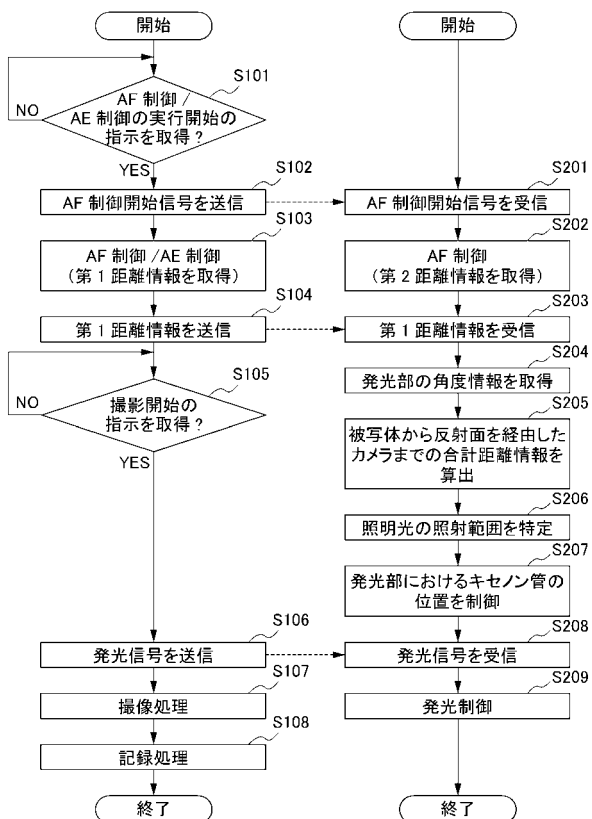 開始
S101
AF 制御 /
AE 制御の実行開始の
指示を取得？
NO
YES
S102
AF 制御開始信号を送信
S103
AF 制御 /AE 制御
（第１距離情報を取得）
S104
第１距離情報を送信
S105
撮影開始の
指示を取得？
NO
YES
S106
発光信号を送信
S107
撮像処理
S108
記録処理
終了
開始
S201
AF 制御開始信号を受信
S202
AF 制御
（第２距離情報を取得）
S203
第１距離情報を受信
S204
発光部の角度情報を取得
S205
被写体から反射面を経由した
カメラまでの合計距離情報を
算出
S206
照明光の照射範囲を特定
S207
発光部におけるキセノン管の
位置を制御
S208
発光信号を受信
S209
発光制御
終了